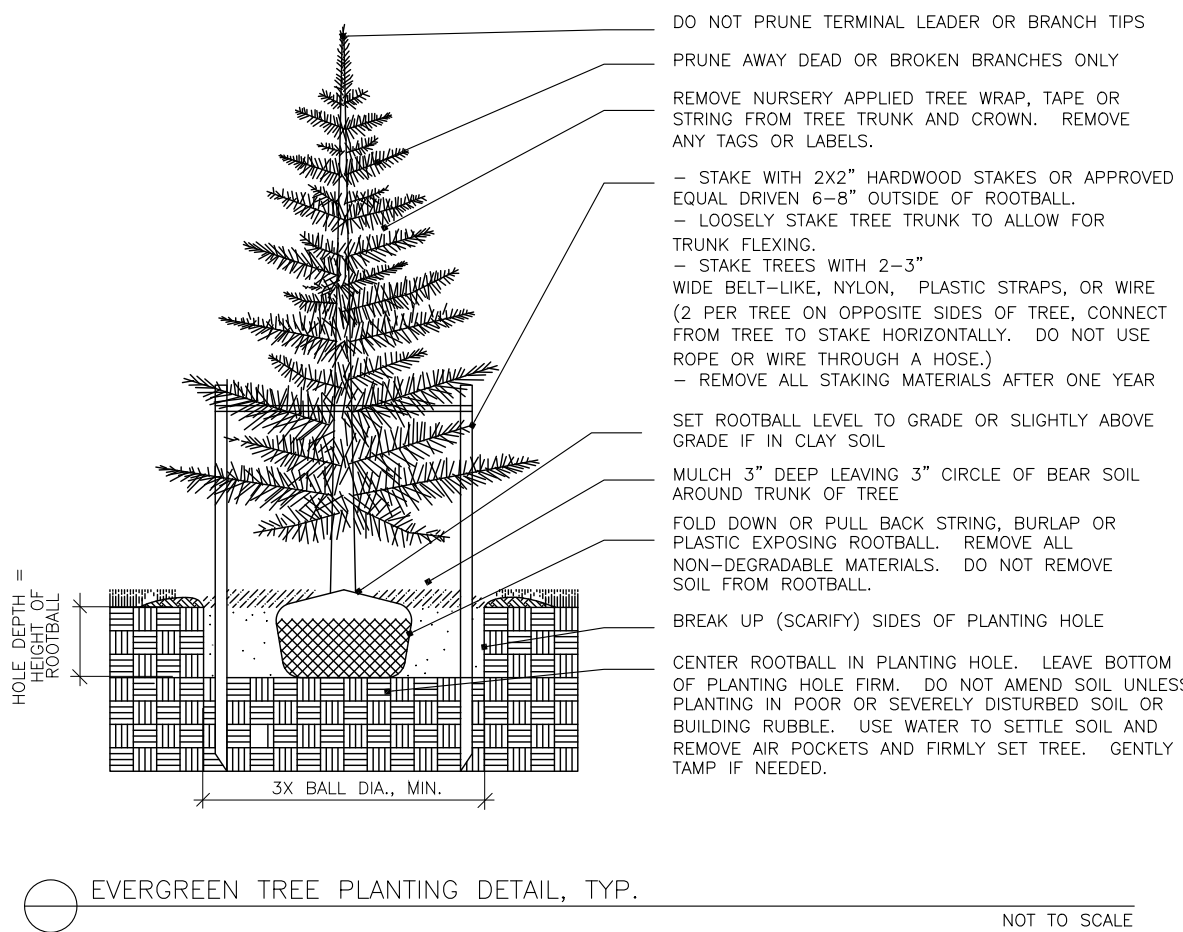 DO NOT PRUNE TERMINAL LEADER OR BRANCH TIPS
PRUNE AWAY DEAD OR BROKEN BRANCHES ONLY
REMOVE NURSERY APPLIED TREE WRAP, TAPE OR
STRING FROM TREE TRUNK AND CROWN. REMOVE
ANY TAGS OR LABELS.
– STAKE WITH 2X2” HARDWOOD STAKES OR APPROVED
EQUAL DRIVEN 6–8” OUTSIDE OF ROOTBALL.
– LOOSELY STAKE TREE TRUNK TO ALLOW FOR
TRUNK FLEXING.
– STAKE TREES WITH 2–3”
WIDE BELT–LIKE, NYLON, PLASTIC STRAPS, OR WIRE
(2 PER TREE ON OPPOSITE SIDES OF TREE, CONNECT
FROM TREE TO STAKE HORIZONTALLY. DO NOT USE
ROPE OR WIRE THROUGH A HOSE.)
– REMOVE ALL STAKING MATERIALS AFTER ONE YEAR
SET ROOTBALL LEVEL TO GRADE OR SLIGHTLY ABOVE
GRADE IF IN CLAY SOIL
MULCH 3” DEEP LEAVING 3” CIRCLE OF BEAR SOIL
AROUND TRUNK OF TREE
FOLD DOWN OR PULL BACK STRING, BURLAP OR
PLASTIC EXPOSING ROOTBALL. REMOVE ALL
NON–DEGRADABLE MATERIALS. DO NOT REMOVE
SOIL FROM ROOTBALL.
BREAK UP (SCARIFY) SIDES OF PLANTING HOLE
CENTER ROOTBALL IN PLANTING HOLE. LEAVE BOTTOM
OF PLANTING HOLE FIRM. DO NOT AMEND SOIL UNLESS
PLANTING IN POOR OR SEVERELY DISTURBED SOIL OR
BUILDING RUBBLE. USE WATER TO SETTLE SOIL AND
REMOVE AIR POCKETS AND FIRMLY SET TREE. GENTLY
TAMP IF NEEDED.
HOLE DEPTH =
HEIGHT OF
ROOTBALL
3X BALL DIA., MIN.
EVERGREEN TREE PLANTING DETAIL, TYP.
NOT TO SCALE